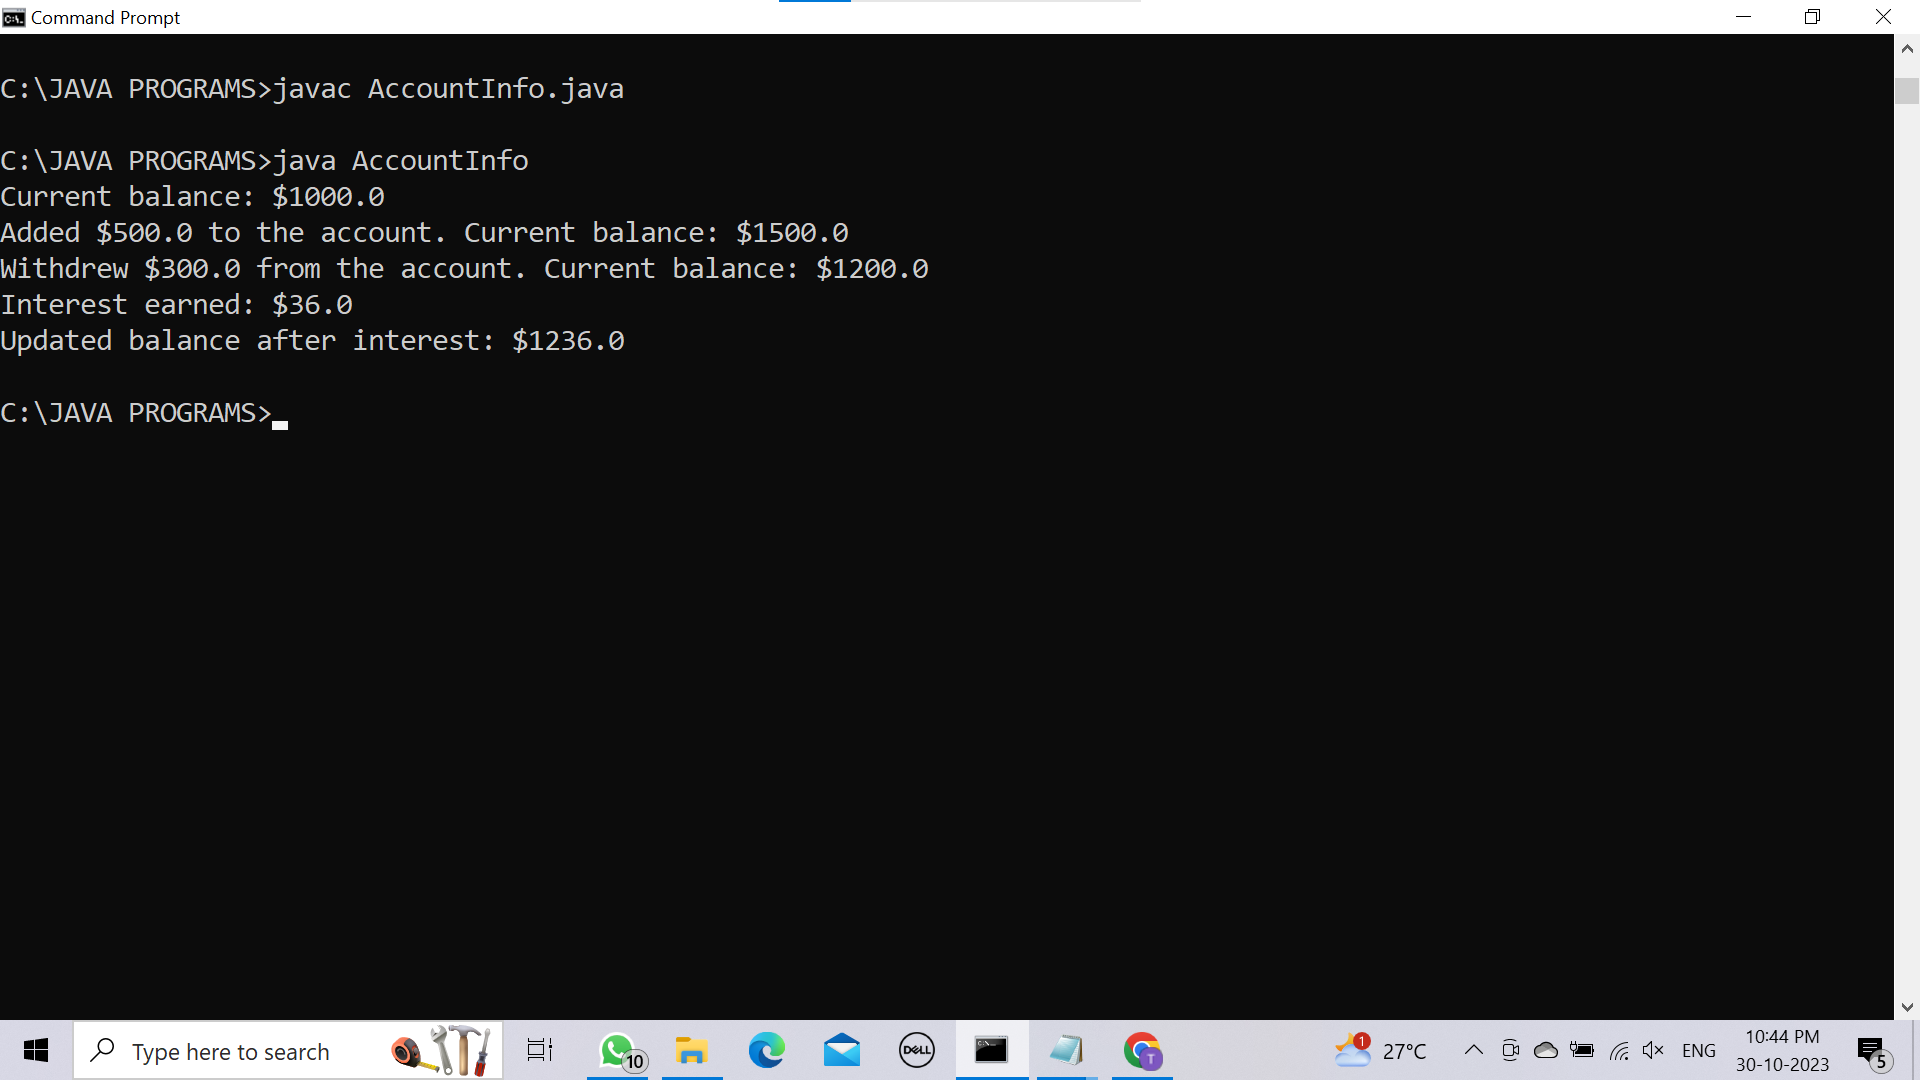 Command Prompt
C:\JAVA PROGRAMS>javac AccountInfo.java
C:\JAVA PROGRAMS>java AccountInfo
Current balance: $1000.0
Added $500.0 to the account. Current balance: $1500.0
Withdrew $300.0 from the account. Current balance: $1200.0
Interest earned: $36.0
Updated balance after interest: $1236.0
C:\JAVA PROGRAMS>
Type here to search
10
DELL
T
1
27°C
ENG
10:44 PM
30-10-2023
5